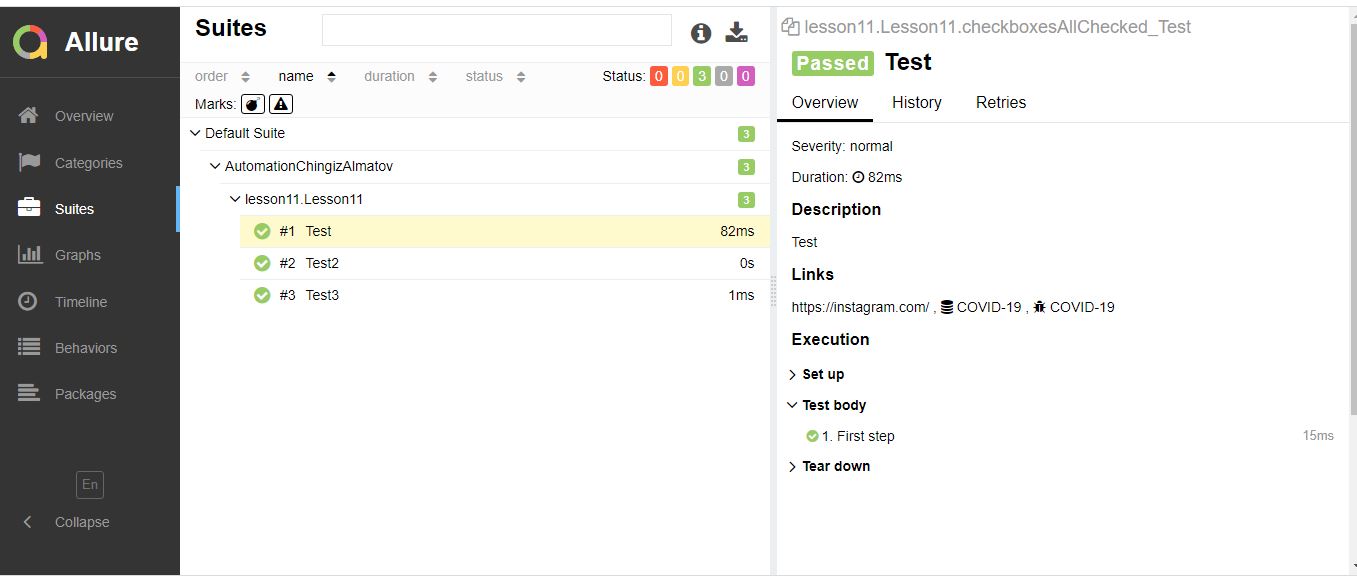 Allure
Overview
Categories
Suites
Graphs
Timeline
Behaviors
Packages
En
Collapse
Suites
order name duration status Status: 0 0 3 0 0
Marks:
Default Suite 3
AutomationChingizAlmatov 3
lesson11.Lesson11 3
#1 Test 82ms
#2 Test2 0s
#3 Test3 1ms
lesson11.Lesson11.checkboxesAllChecked_Test
Passed Test
Overview History Retries
Severity: normal
Duration: 82ms
Description
Test
Links
https://instagram.com/ , COVID-19 , COVID-19
Execution
Set up
Test body
1. First step 15ms
Tear down